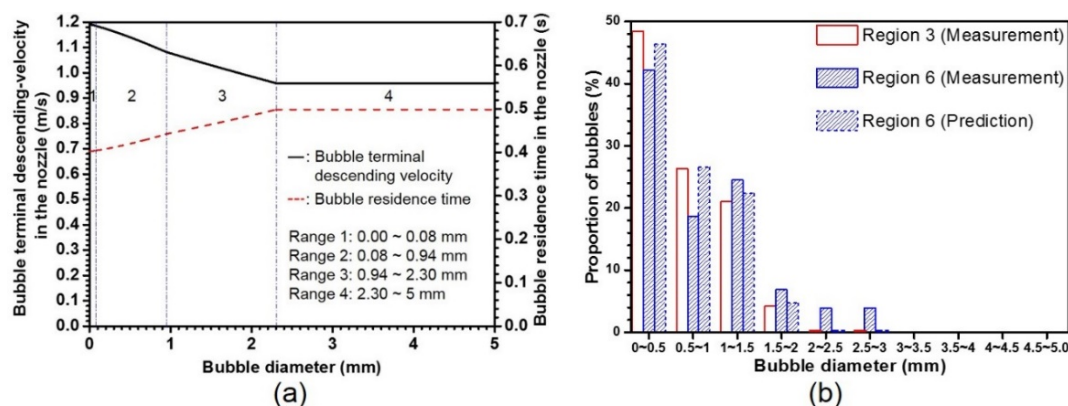 Bubble terminal descending-velocity
in the nozzle (m/s)
1.2
1.1
1.0
0.9
0.8
0.7
0.6
0.5
0.4
0.3
0.2
0.1
0.0
1
2
3
4
—: Bubble terminal
descending velocity
---: Bubble residence time
Range 1: 0.00 ~ 0.08 mm
Range 2: 0.08 ~ 0.94 mm
Range 3: 0.94 ~ 2.30 mm
Range 4: 2.30 ~ 5 mm
0.7
0.6
0.5
0.4
0.3
0.2
0.1
0.0
Bubble residence time in the nozzle (s)
0 1 2 3 4 5
Bubble diameter (mm)
(a)
Proportion of bubbles (%)
50
40
30
20
10
0
Region 3 (Measurement)
Region 6 (Measurement)
Region 6 (Prediction)
0~0.5 0.5~1 1~1.5 1.5~2 2~2.5 2.5~3 3~3.5 3.5~4 4~4.5 4.5~5.0
Bubble diameter (mm)
(b)